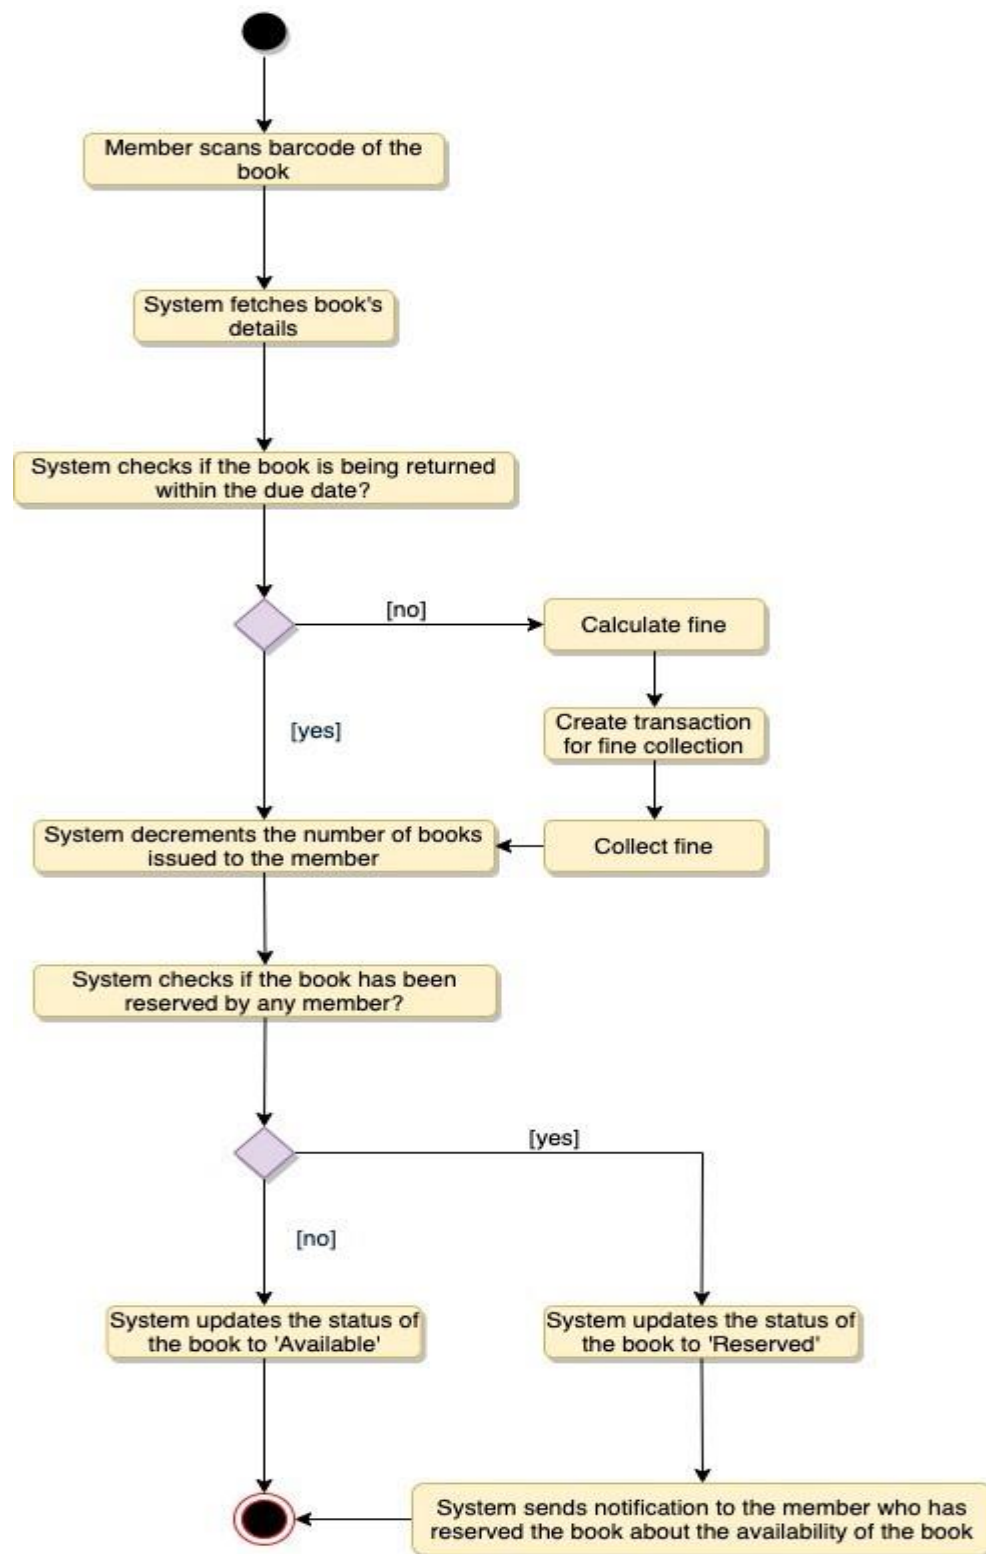 Member scans barcode of the
book
System fetches book's
details
System checks if the book is being returned
within the due date?
[no]
Calculate fine
Create transaction
for fine collection
[yes]
System decrements the number of books
issued to the member
Collect fine
System checks if the book has been
reserved by any member?
[yes]
[no]
System updates the status of
the book to 'Available'
System updates the status of
the book to 'Reserved'
System sends notification to the member who has
reserved the book about the availability of the book